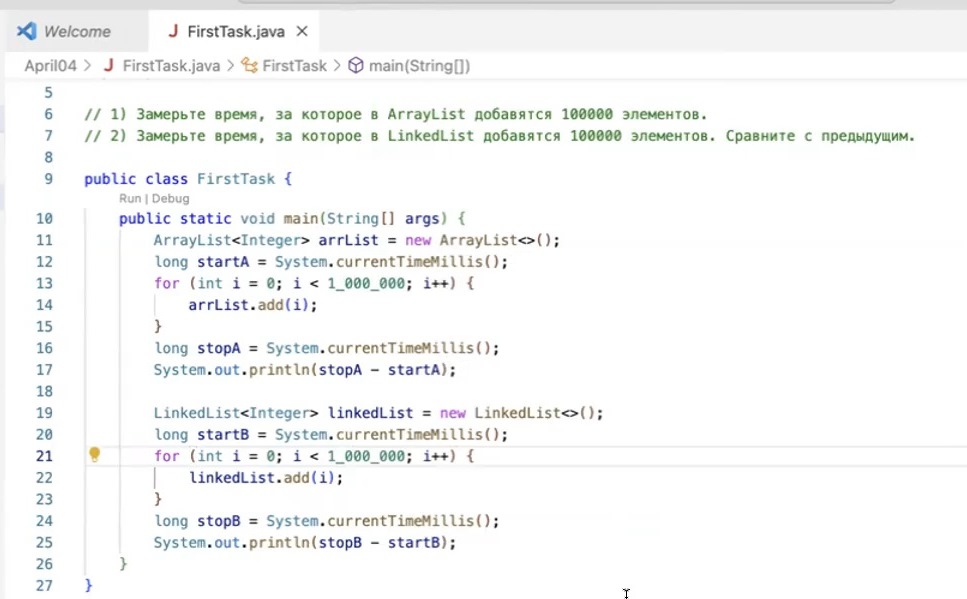 Welcome
J FirstTask.java ×
April04 > J FirstTask.java > FirstTask > main(String[])
5
6 // 1) Замерьте время, за которое в ArrayList добавятся 100000 элементов.
7 // 2) Замерьте время, за которое в LinkedList добавятся 100000 элементов. Сравните с предыдущим.
8
9 public class FirstTask {
Run | Debug
10 public static void main(String[] args) {
11 ArrayList<Integer> arrList = new ArrayList<>();
12 long startA = System.currentTimeMillis();
13 for (int i = 0; i < 1_000_000; i++) {
14 arrList.add(i);
15 }
16 long stopA = System.currentTimeMillis();
17 System.out.println(stopA - startA);
18
19 LinkedList<Integer> linkedList = new LinkedList<>();
20 long startB = System.currentTimeMillis();
21 for (int i = 0; i < 1_000_000; i++) {
22 linkedList.add(i);
23 }
24 long stopB = System.currentTimeMillis();
25 System.out.println(stopB - startB);
26 }
27 }